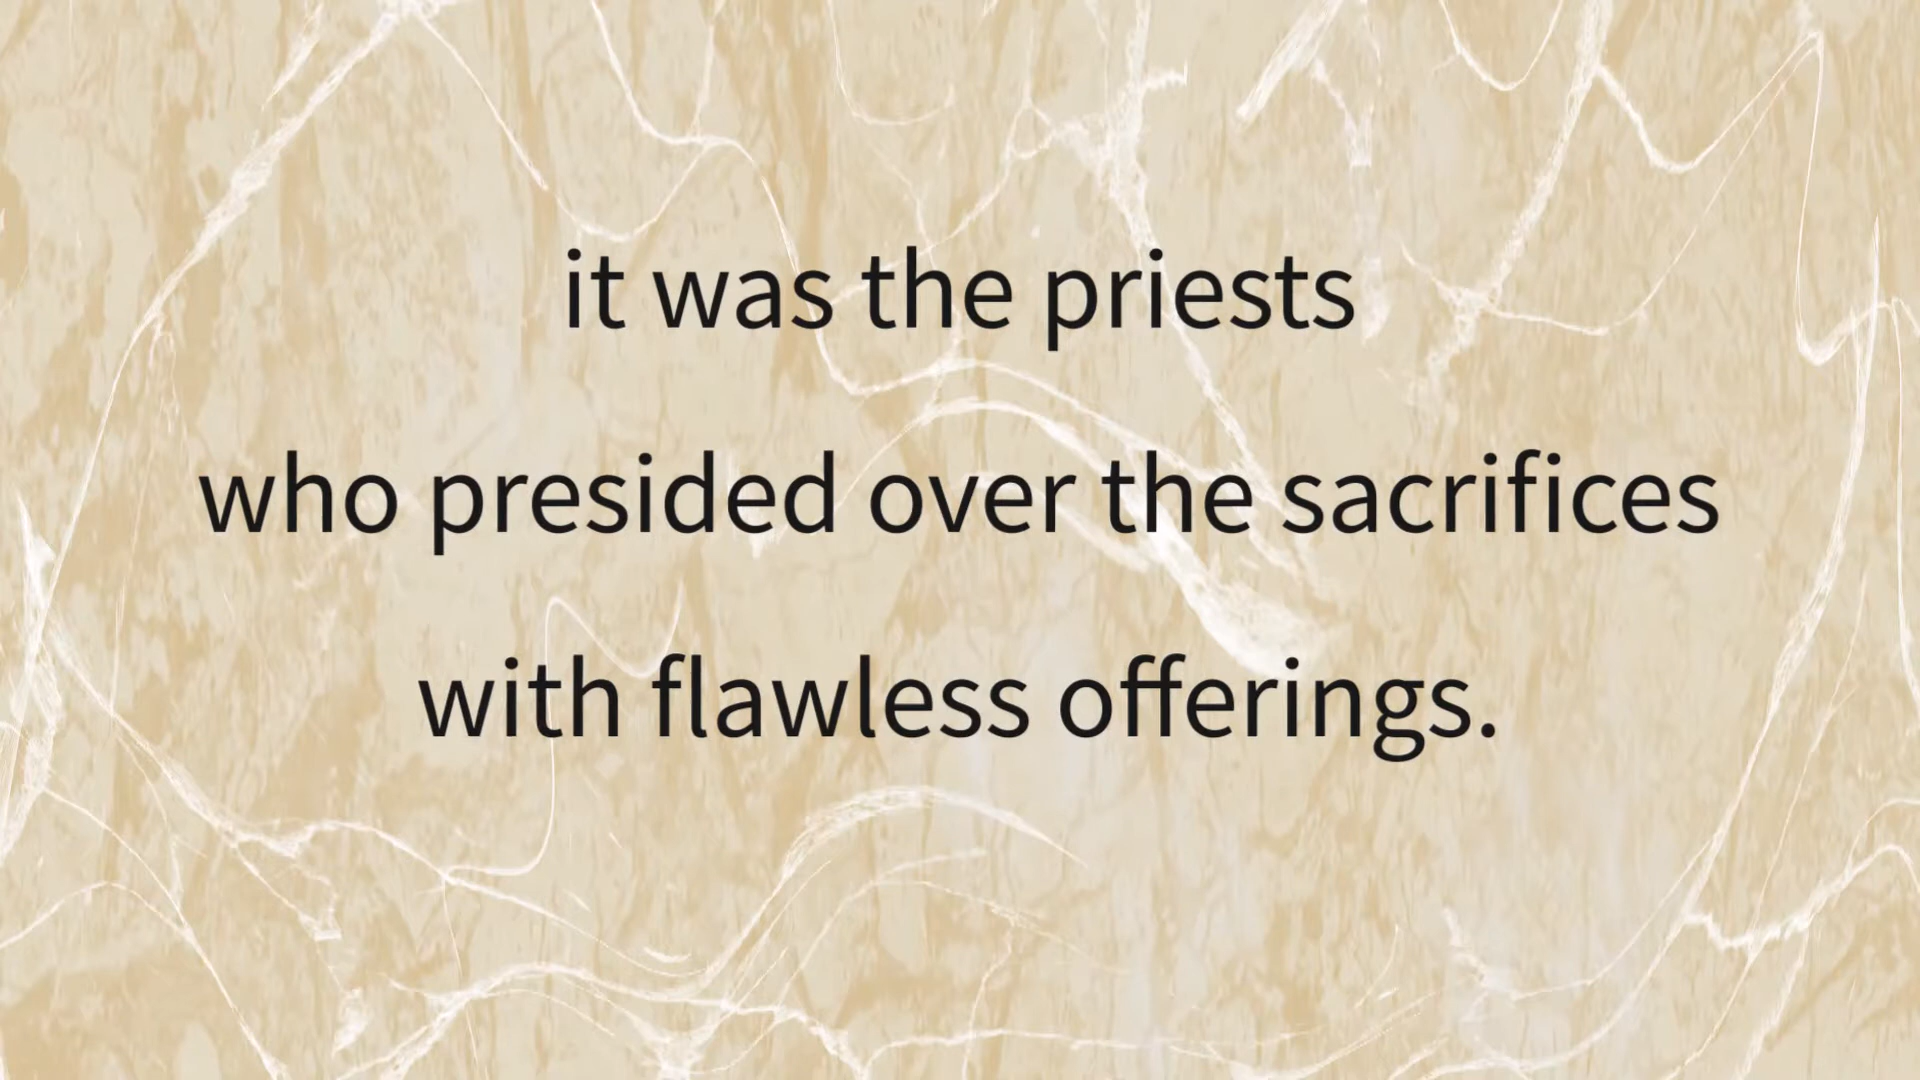 it was the priests
who presided over the sacrifices
with flawless offerings.